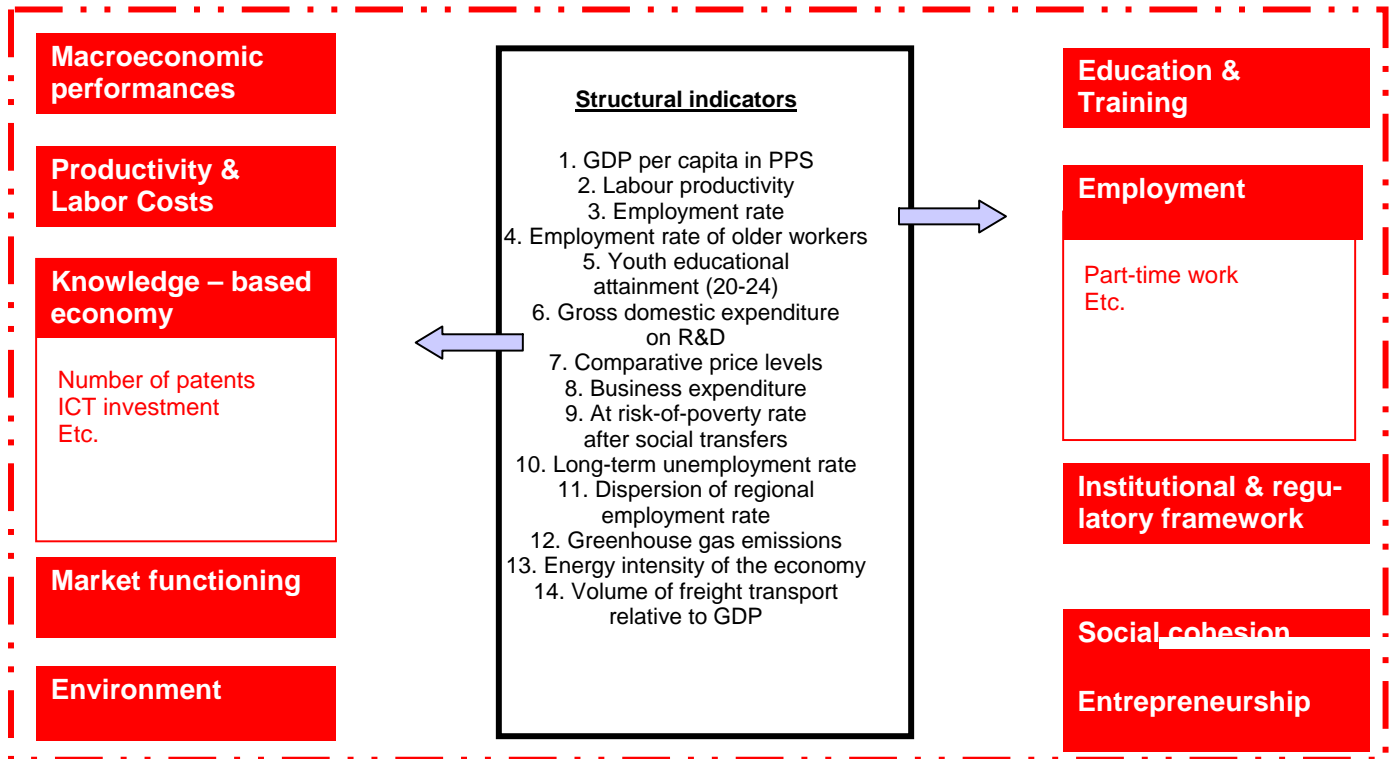 Macroeconomic
performances
Productivity &
Labor Costs
Knowledge – based
economy
Number of patents
ICT investment
Etc.
Market functioning
Environment
Structural indicators
1. GDP per capita in PPS
2. Labour productivity
3. Employment rate
4. Employment rate of older workers
5. Youth educational
attainment (20-24)
6. Gross domestic expenditure
on R&D
7. Comparative price levels
8. Business expenditure
9. At risk-of-poverty rate
after social transfers
10. Long-term unemployment rate
11. Dispersion of regional
employment rate
12. Greenhouse gas emissions
13. Energy intensity of the economy
14. Volume of freight transport
relative to GDP
Education &
Training
Employment
Part-time work
Etc.
Institutional & regu-
latory framework
Social cohesion
Entrepreneurship